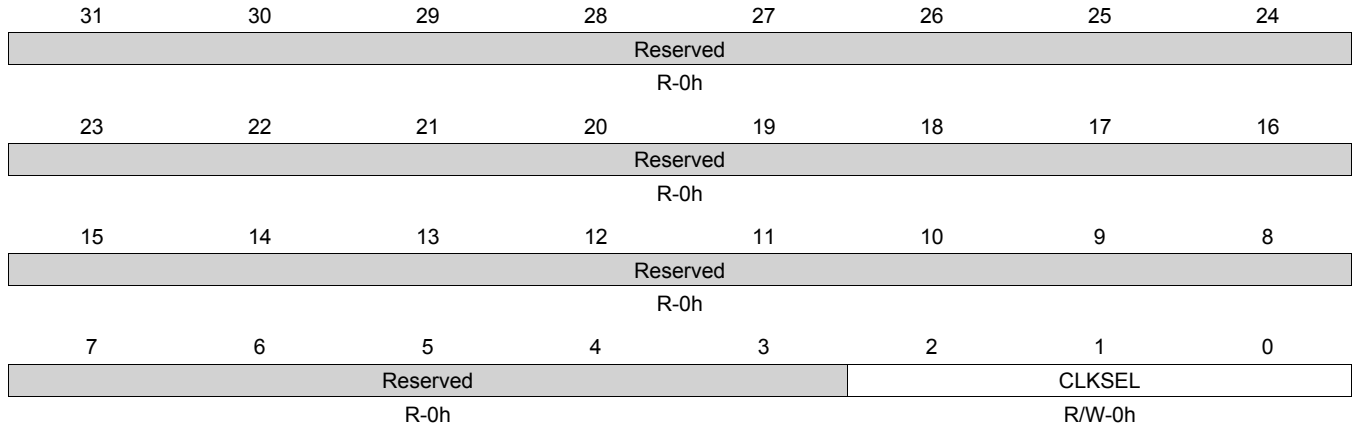 31 30 29 28 27 26 25 24
Reserved
R-0h
23 22 21 20 19 18 17 16
Reserved
R-0h
15 14 13 12 11 10 9 8
Reserved
R-0h
7 6 5 4 3 2 1 0
Reserved CLKSEL
R-0h R/W-0h